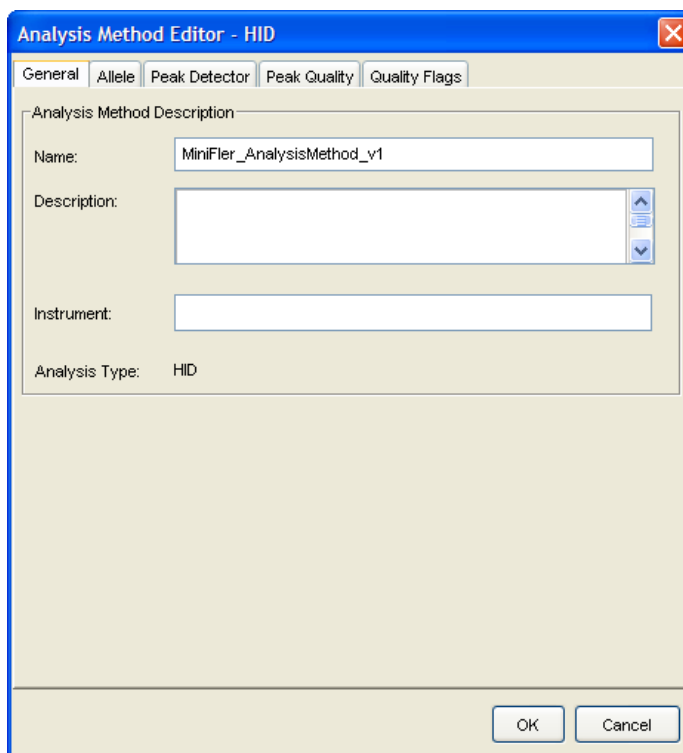 Analysis Method Editor - HID
General Allele Peak Detector Peak Quality Quality Flags
Analysis Method Description
Name: MiniFler_AnalysisMethod_v1
Description:
Instrument:
Analysis Type: HID
OK Cancel